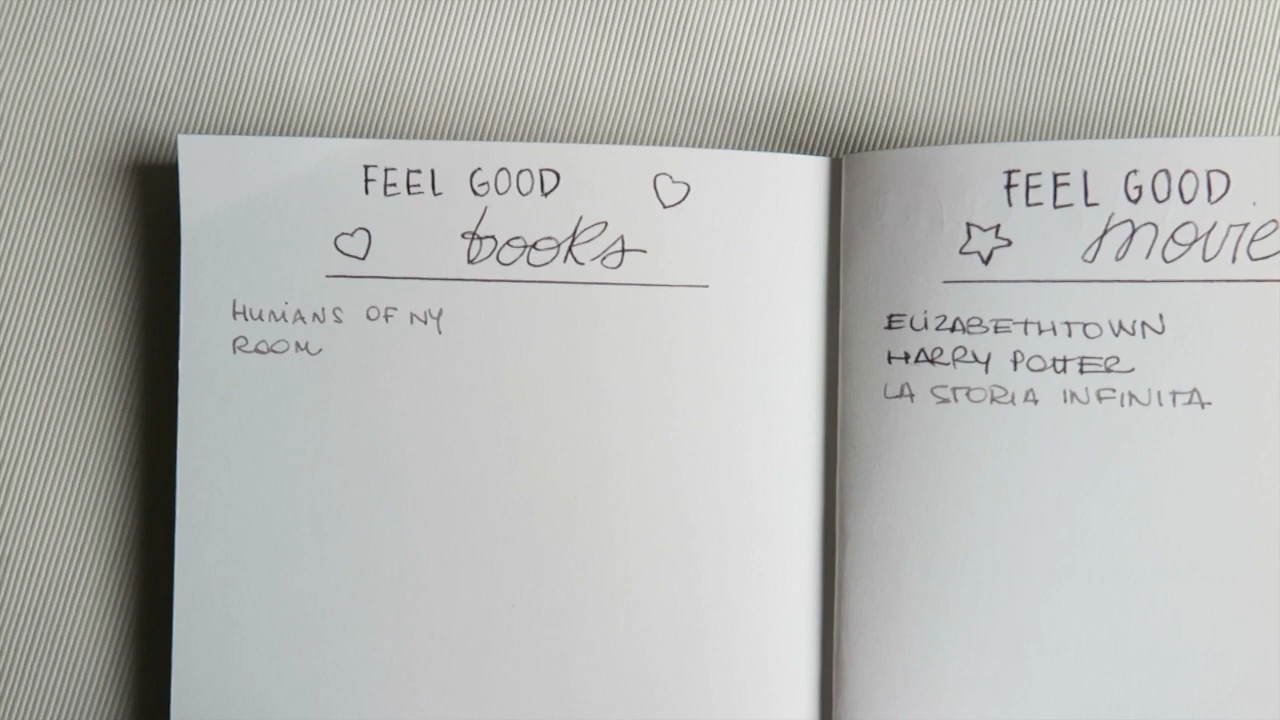 FEEL GOOD
books
HUMANS OF NY
ROOM
FEEL GOOD
movie
ELIZABETHTOWN
HARRY POTTER
LA STORIA INFINITA